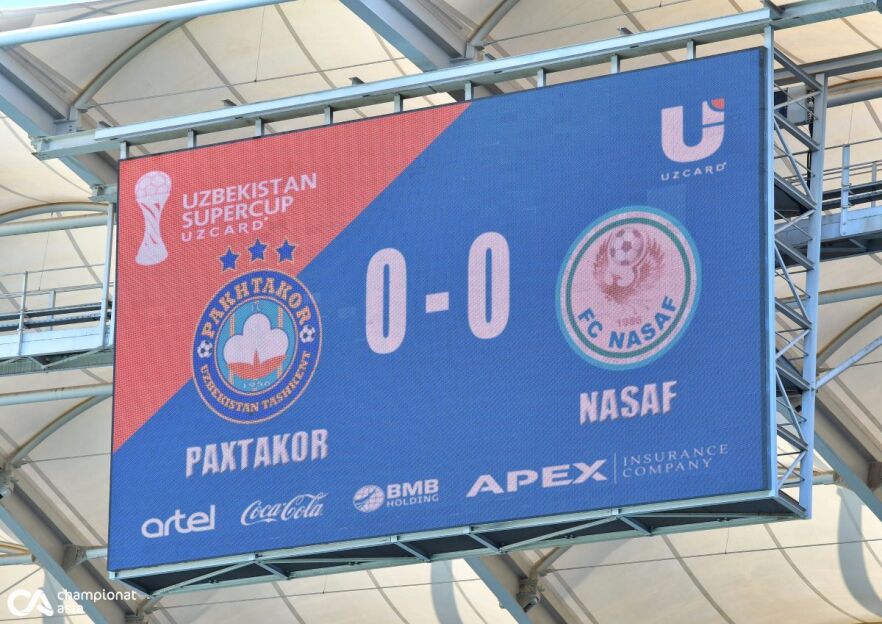 UZBEKISTAN
SUPERCUP
UZCARD
UZCARD
PAKHTAKOR
1956
UZBEKISTAN TASHKENT
0 - 0
1986
FC NASAF
PAXTAKOR
NASAF
artel
Coca-Cola
BMB
HOLDING
APEX
INSURANCE
COMPANY
championat
asia